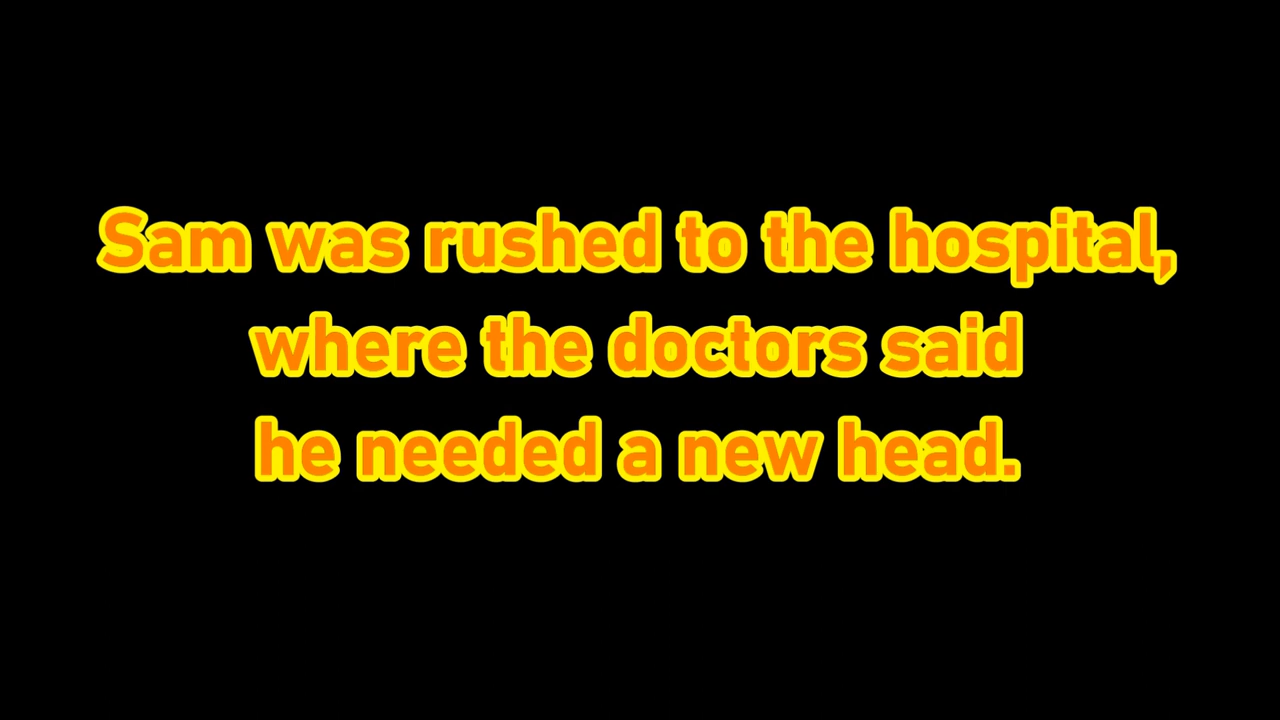 Sam was rushed to the hospital,
where the doctors said
he needed a new head.